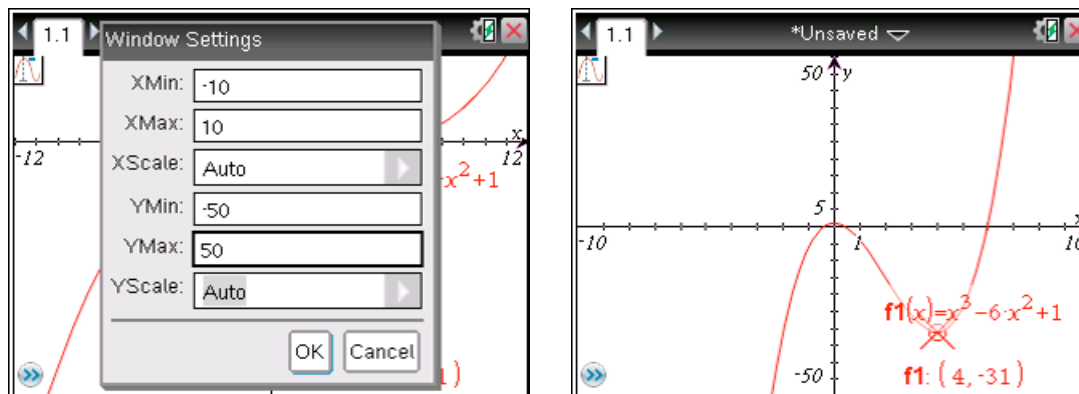 1.1
Window Settings
XMin: -10
XMax: 10
XScale: Auto
YMin: -50
YMax: 50
YScale: Auto
OK Cancel
-12
x
12
x²+1
)
1.1
*Unsaved
50 y
5
x
-10
1
10
f1(x)=x³-6·x²+1
-50
f1: (4,-31)